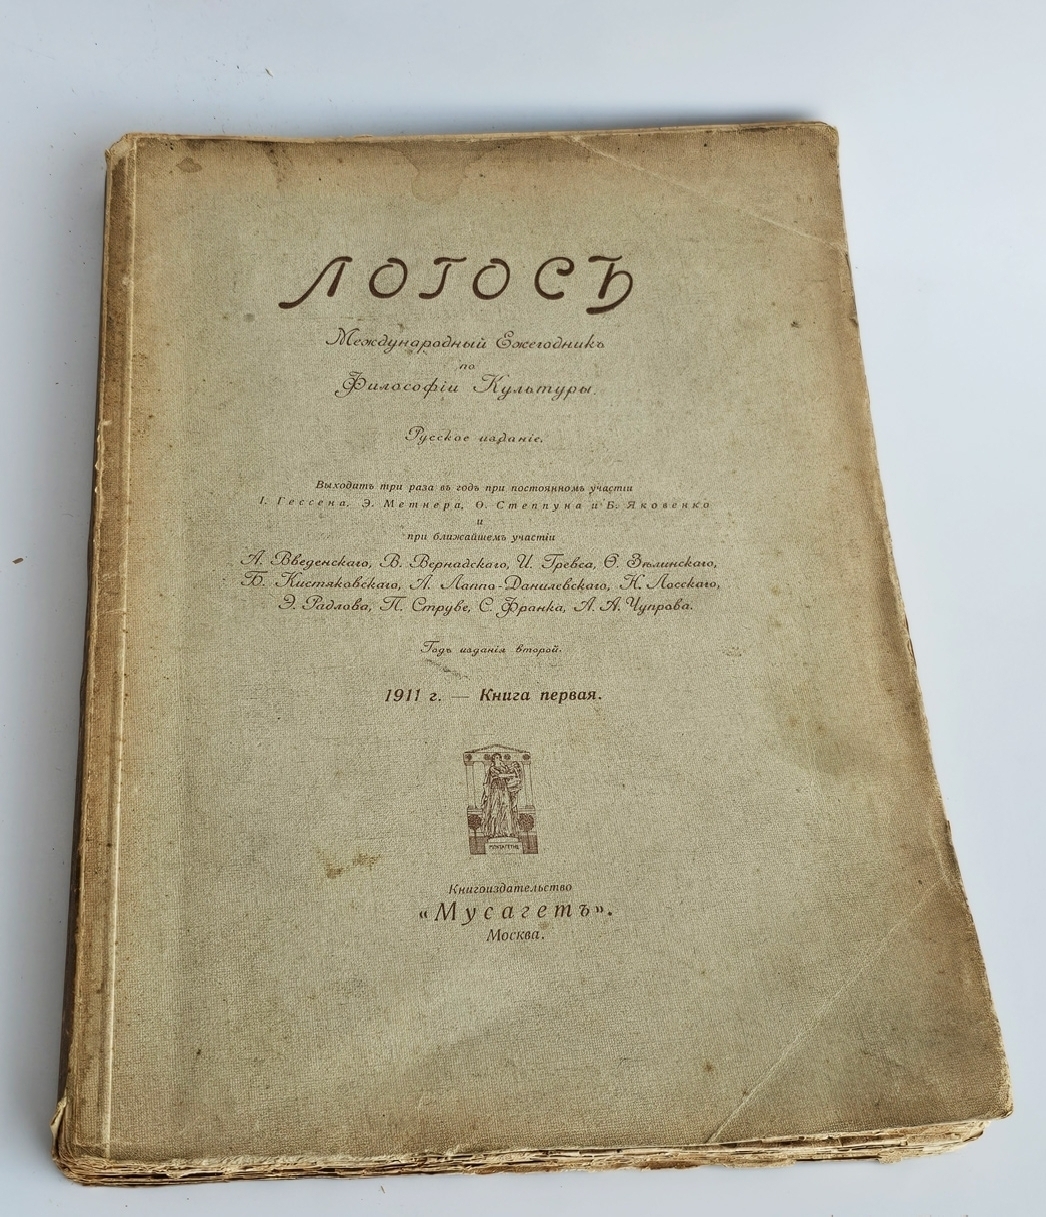 ЛОГОСЪ
Международный Ежегодникъ
по
Философіи Культуры.
Русское изданіе.
Выходитъ три раза въ годъ при постоянномъ участіи
І. Гессена, Э. Метнера, Ѳ. Степпуна и Б. Яковенко
и
при ближайшемъ участіи
А. Введенскаго, В. Вернадскаго, И. Гревса, Ѳ. Зѣлинскаго,
Б. Кистяковскаго, А. Лаппо-Данилевскаго, Н. Лосскаго,
Э. Радлова, П. Струве, С. Франка, А. А. Чупрова.
Годъ изданія второй.
1911 г. — Книга первая.
ΜΟΥΣΑΓΕΤΗΣ
Книгоиздательство
«Мусагетъ».
Москва.